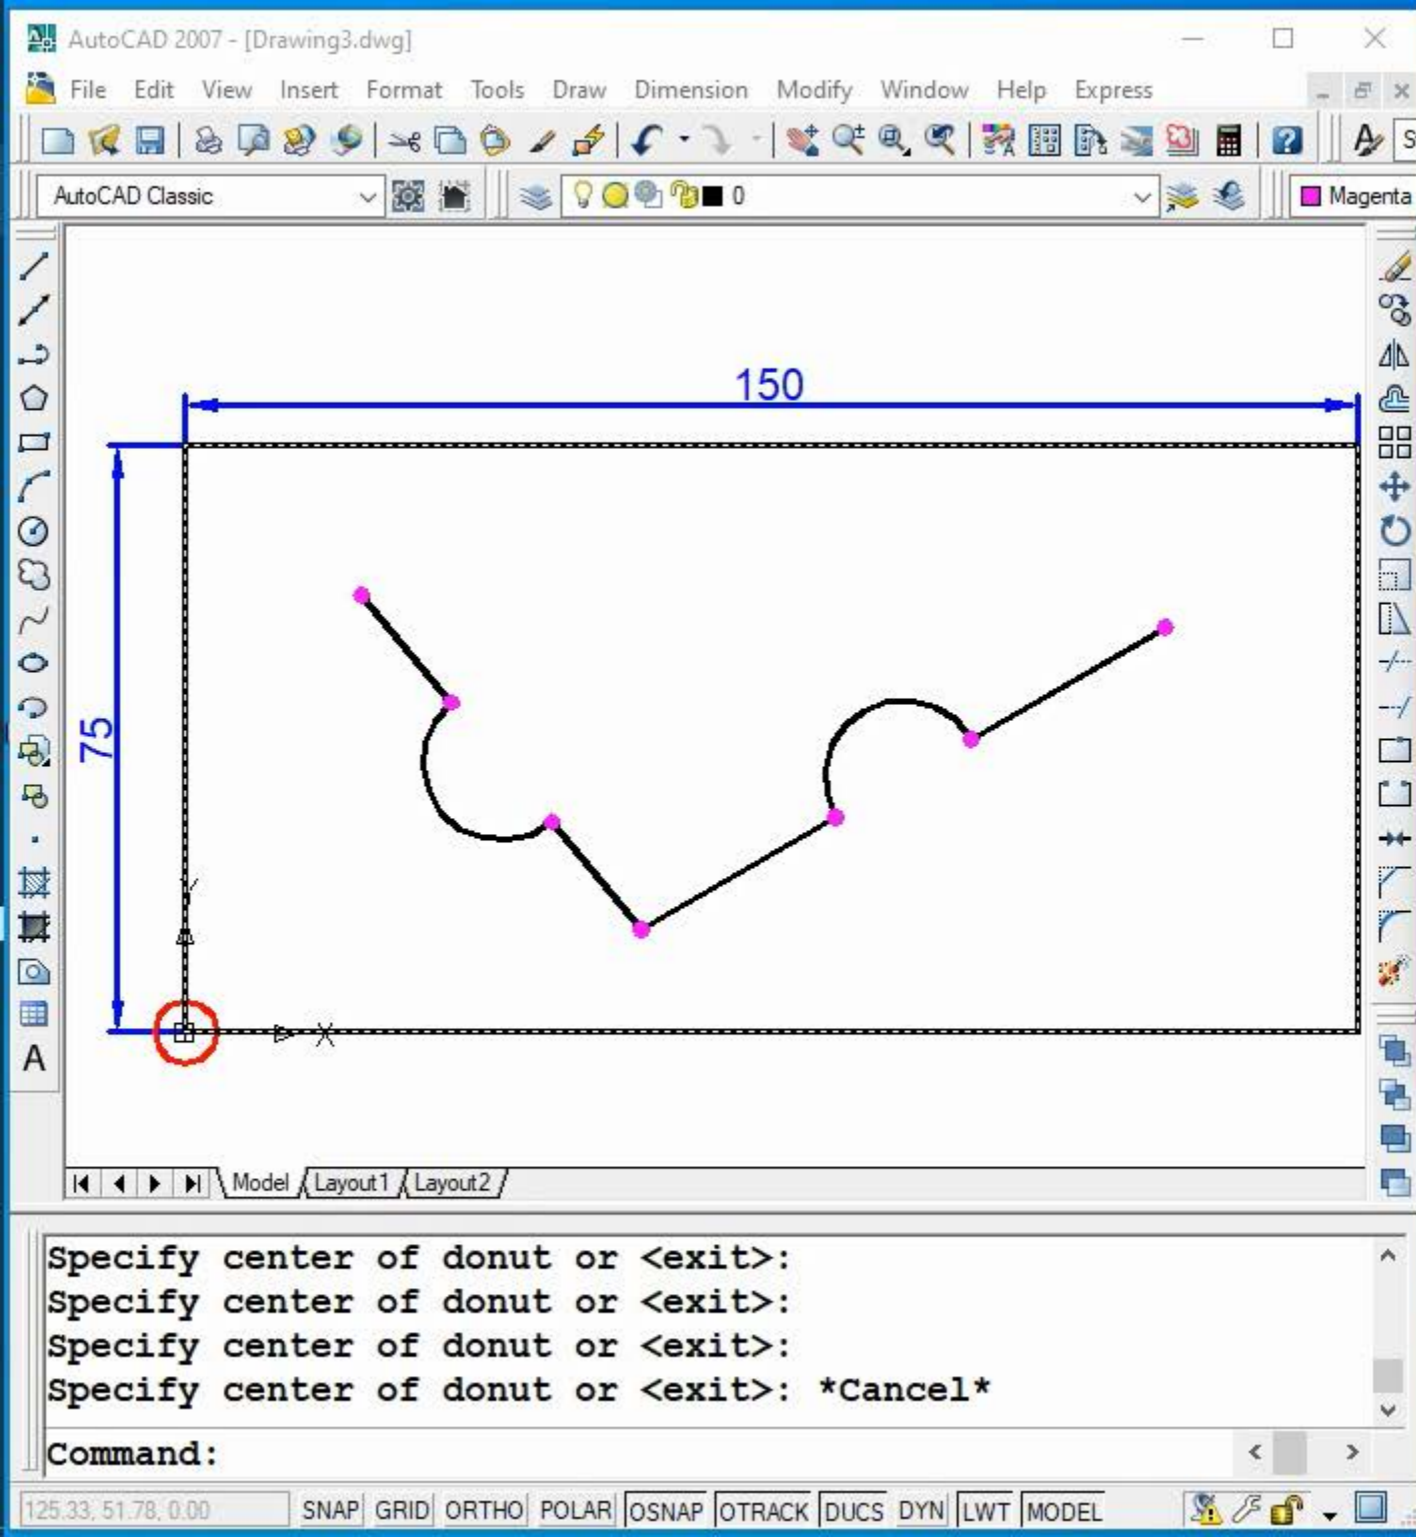 AutoCAD 2007 - [Drawing3.dwg]
File Edit View Insert Format Tools Draw Dimension Modify Window Help Express
AutoCAD Classic 0 Magenta
150
75
Y
X
A
Model Layout1 Layout2
Specify center of donut or <exit>:
Specify center of donut or <exit>:
Specify center of donut or <exit>:
Specify center of donut or <exit>: *Cancel*
Command:
125.33, 51.78, 0.00 SNAP GRID ORTHO POLAR OSNAP OTRACK DUCS DYN LWT MODEL